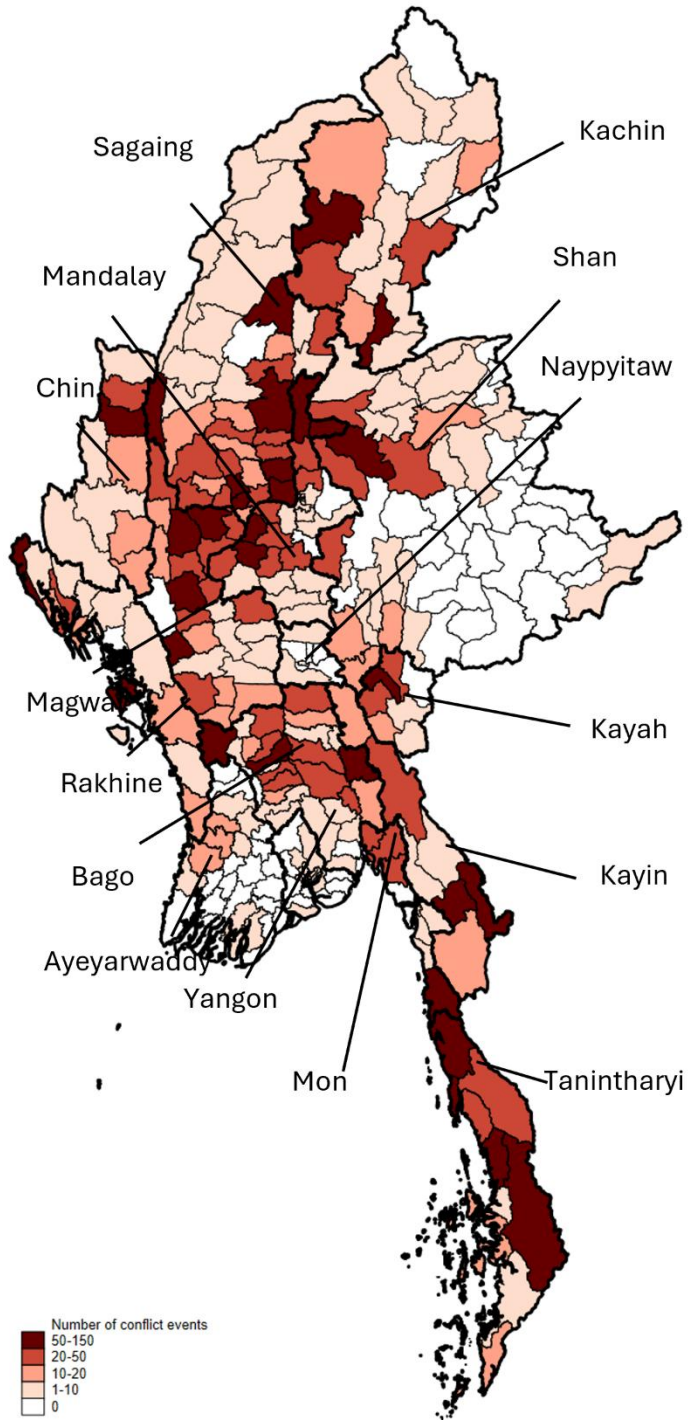 Kachin
Sagaing
Shan
Mandalay
Naypyitaw
Chin
Magwa
Kayah
Rakhine
Bago
Kayin
Ayeyarwaddy
Yangon
Mon
Tanintharyi
Number of conflict events
50-150
20-50
10-20
1-10
0